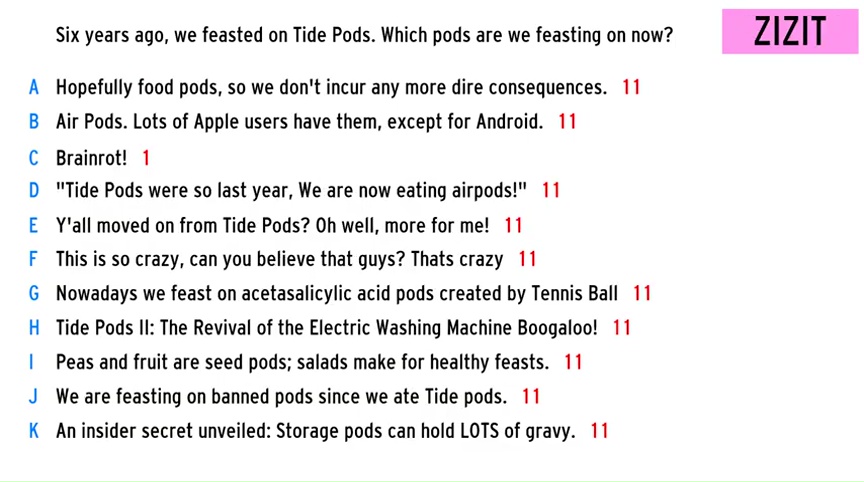 Six years ago, we feasted on Tide Pods. Which pods are we feasting on now?
ZIZIT
A Hopefully food pods, so we don't incur any more dire consequences. 11
B Air Pods. Lots of Apple users have them, except for Android. 11
C Brainrot! 1
D "Tide Pods were so last year, We are now eating airpods!" 11
E Y'all moved on from Tide Pods? Oh well, more for me! 11
F This is so crazy, can you believe that guys? Thats crazy 11
G Nowadays we feast on acetasalicylic acid pods created by Tennis Ball 11
H Tide Pods II: The Revival of the Electric Washing Machine Boogaloo! 11
I Peas and fruit are seed pods; salads make for healthy feasts. 11
J We are feasting on banned pods since we ate Tide pods. 11
K An insider secret unveiled: Storage pods can hold LOTS of gravy. 11